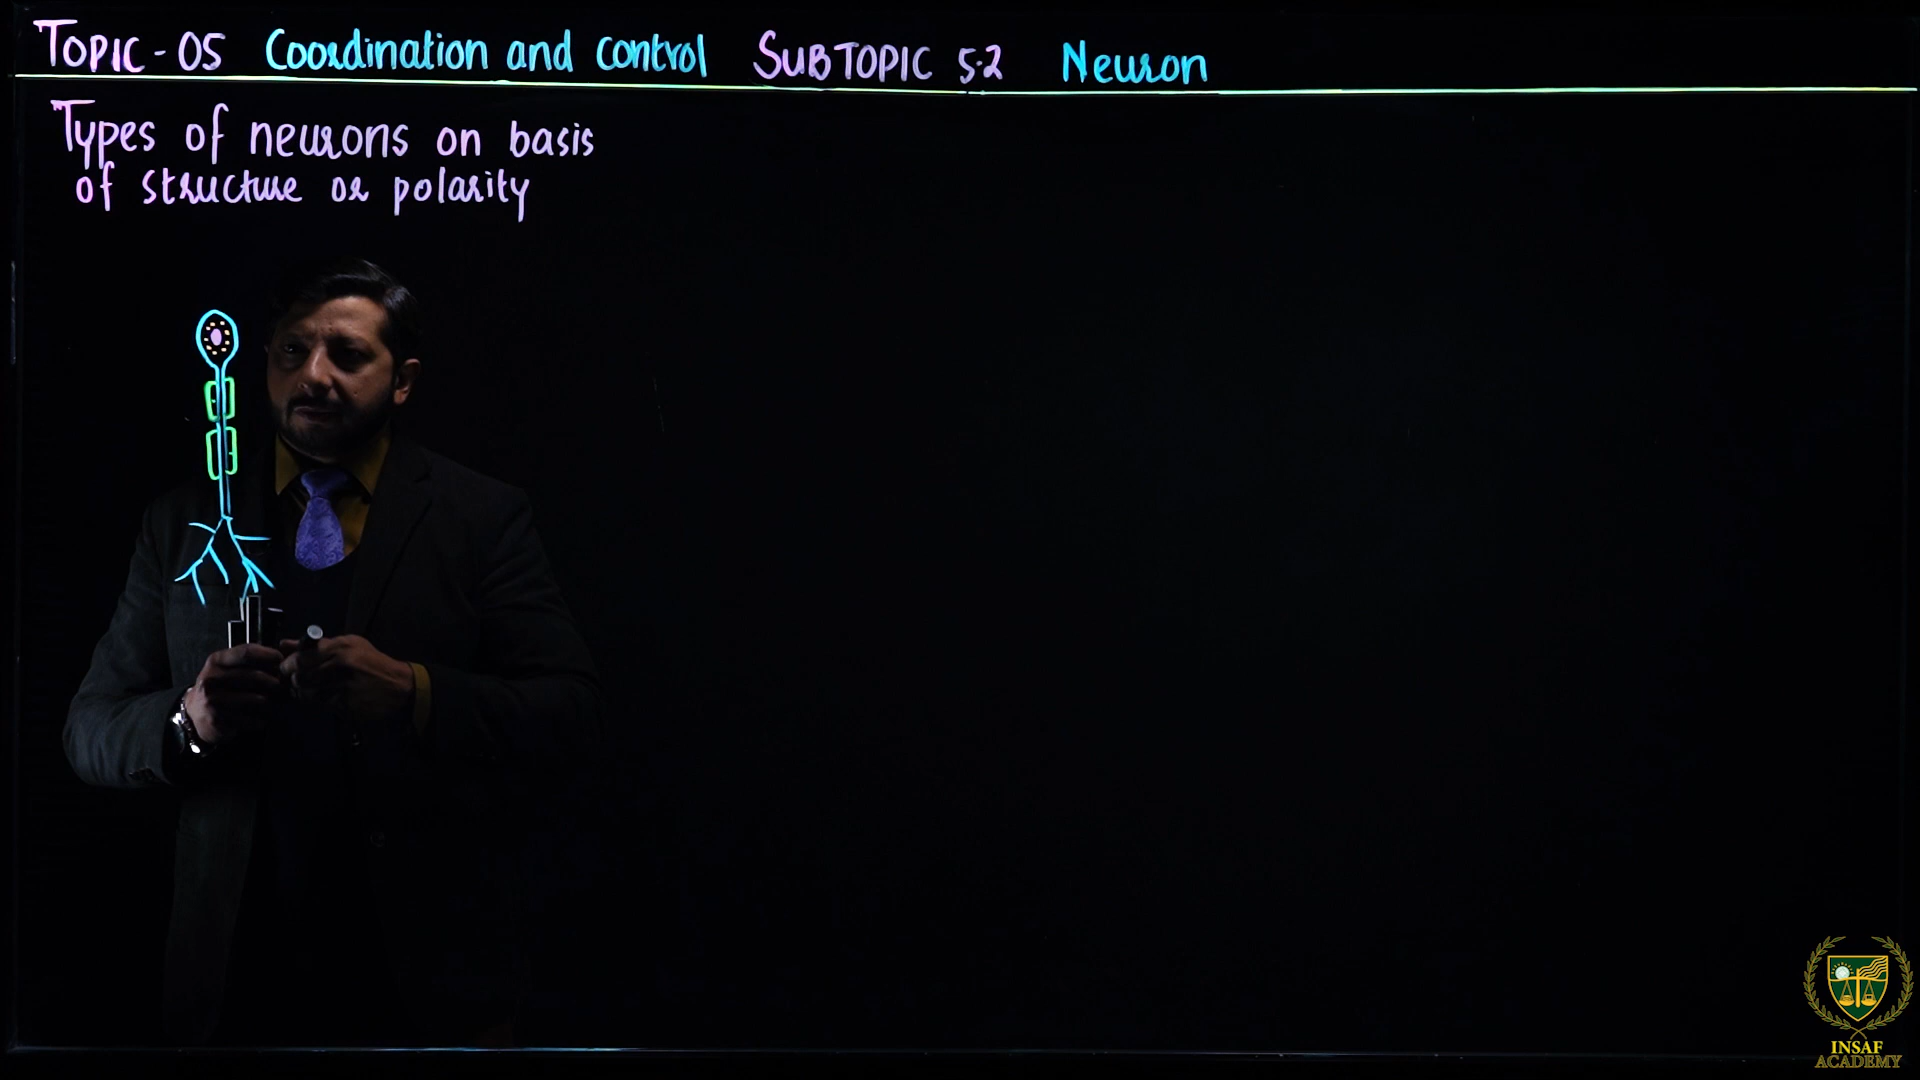 TOPIC - 05 Coordination and control SUBTOPIC 5.2 Neuron
Types of neurons on basis
of structure or polarity
INSAF
ACADEMY